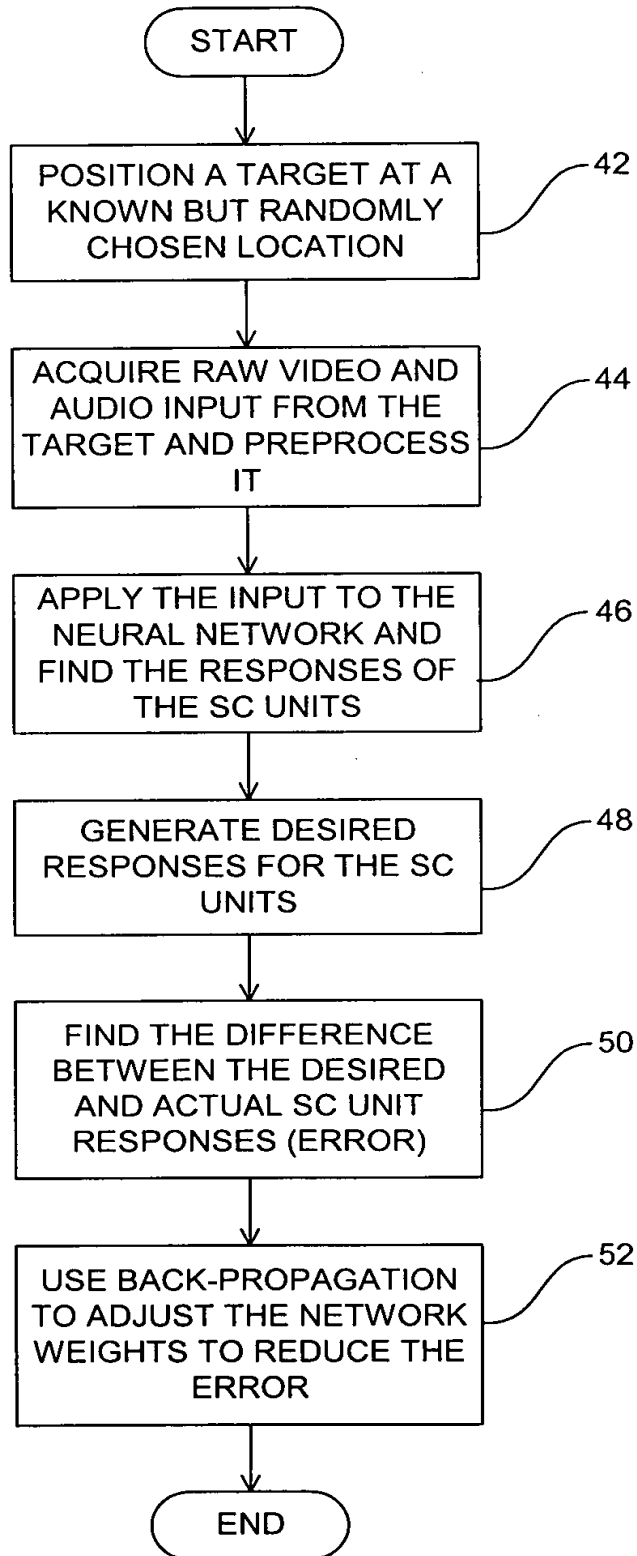 START
POSITION A TARGET AT A
KNOWN BUT RANDOMLY
CHOSEN LOCATION
42
ACQUIRE RAW VIDEO AND
AUDIO INPUT FROM THE
TARGET AND PREPROCESS
IT
44
APPLY THE INPUT TO THE
NEURAL NETWORK AND
FIND THE RESPONSES OF
THE SC UNITS
46
GENERATE DESIRED
RESPONSES FOR THE SC
UNITS
48
FIND THE DIFFERENCE
BETWEEN THE DESIRED
AND ACTUAL SC UNIT
RESPONSES (ERROR)
50
USE BACK-PROPAGATION
TO ADJUST THE NETWORK
WEIGHTS TO REDUCE THE
ERROR
52
END